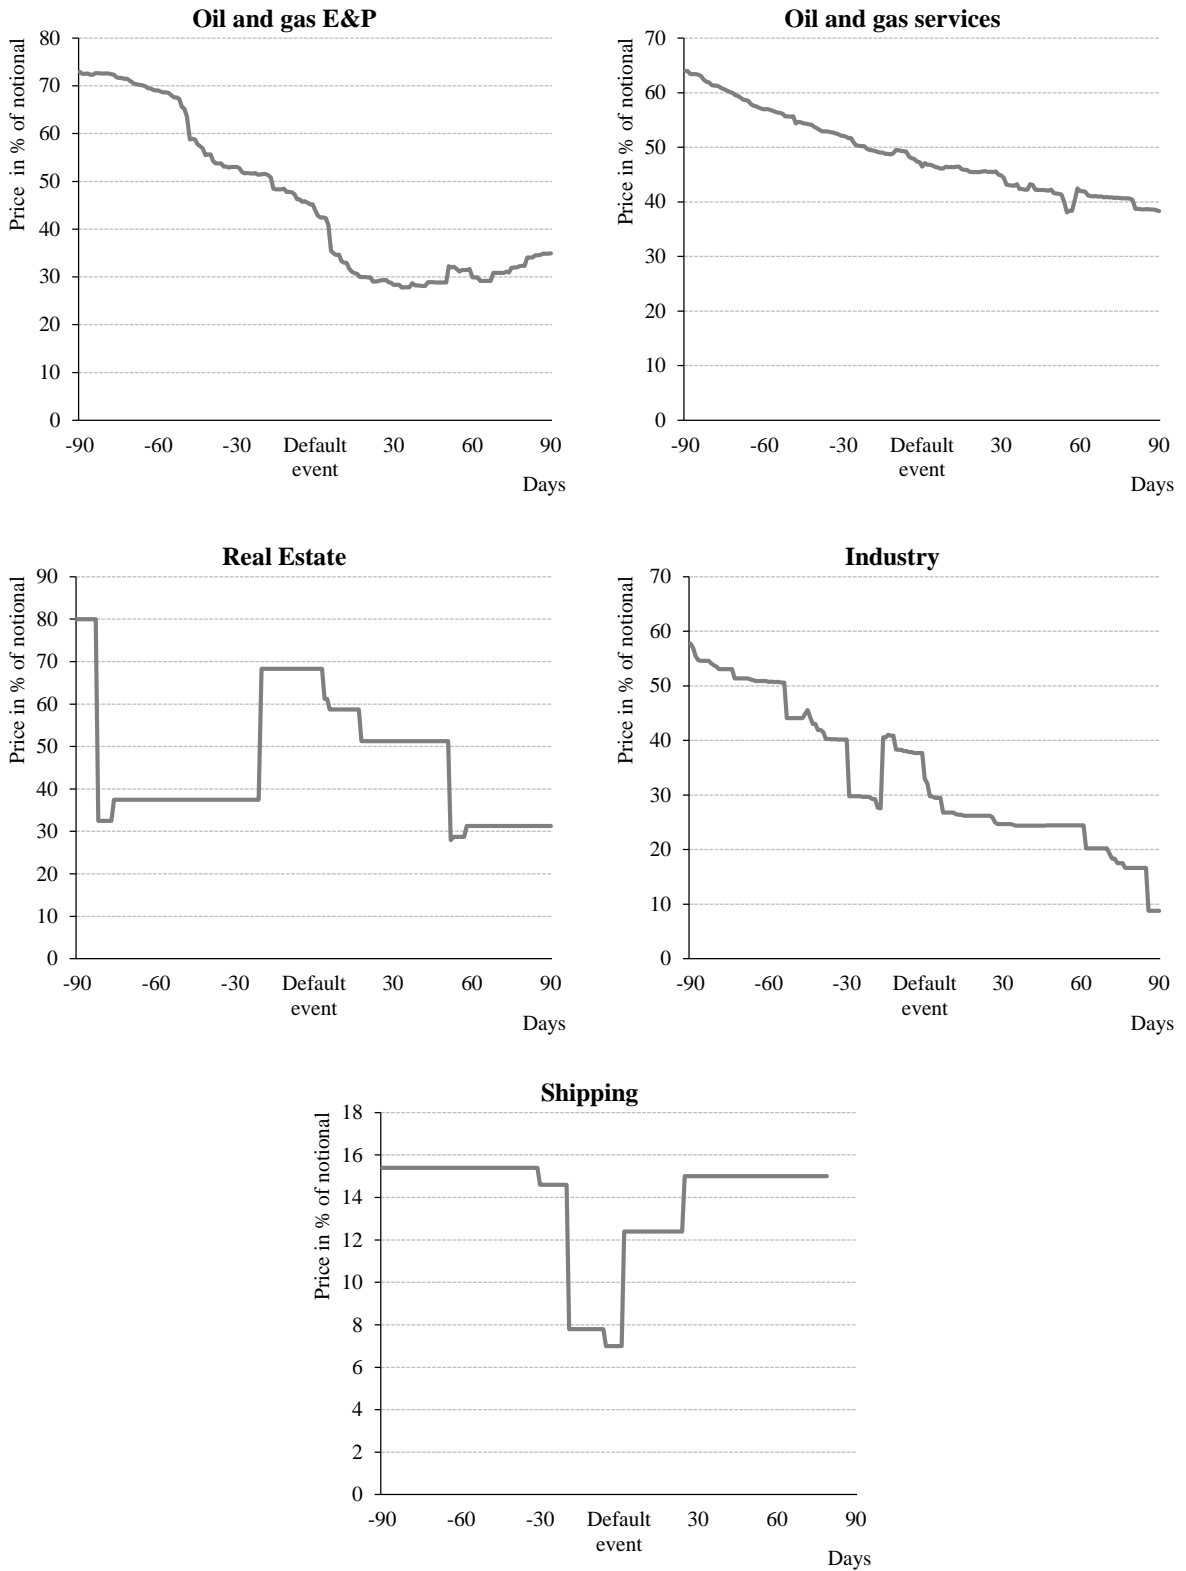 Oil and gas E&P
Price in % of notional
80
70
60
50
40
30
20
10
0
-90 -60 -30 Default event 30 60 90
Days
Oil and gas services
Price in % of notional
70
60
50
40
30
20
10
0
-90 -60 -30 Default event 30 60 90
Days
Real Estate
Price in % of notional
90
80
70
60
50
40
30
20
10
0
-90 -60 -30 Default event 30 60 90
Days
Industry
Price in % of notional
70
60
50
40
30
20
10
0
-90 -60 -30 Default event 30 60 90
Days
Shipping
Price in % of notional
18
16
14
12
10
8
6
4
2
0
-90 -60 -30 Default event 30 60 90
Days